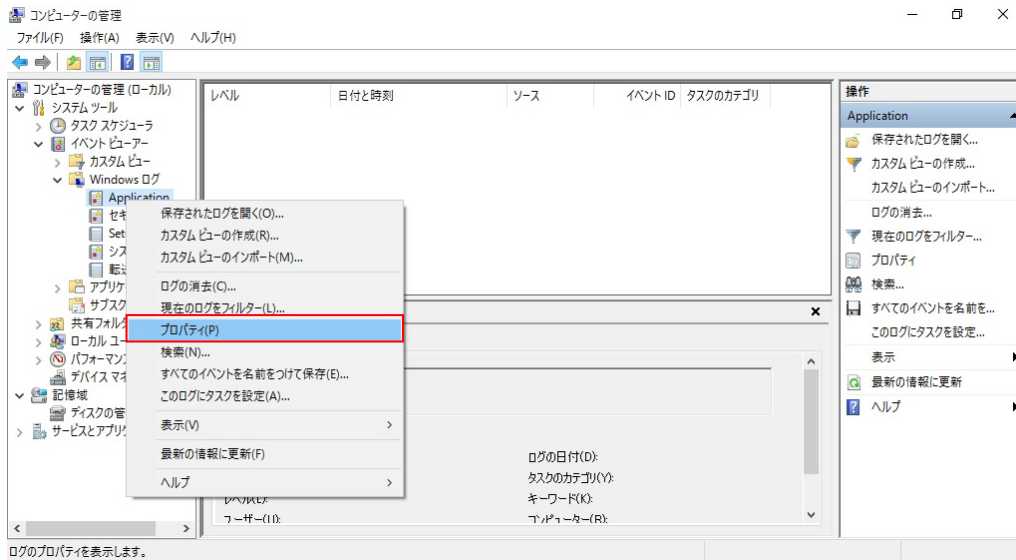 コンピューターの管理
ファイル(F) 操作(A) 表示(V) ヘルプ(H)
コンピューターの管理 (ローカル)
システム ツール
タスク スケジューラ
イベント ビューアー
カスタム ビュー
Windows ログ
Application
セキ
Set
シス
転送
アプリケ
サブスク
共有フォルダ
ローカル ユー
パフォーマンス
デバイス マネ
記憶域
ディスクの管
サービスとアプリケ
レベル 日付と時刻 ソース イベント ID タスクのカテゴリ
保存されたログを開く(O)...
カスタム ビューの作成(R)...
カスタム ビューのインポート(M)...
ログの消去(C)...
現在のログをフィルター(L)...
プロパティ(P)
検索(N)...
すべてのイベントを名前をつけて保存(E)...
このログにタスクを設定(A)...
表示(V)
最新の情報に更新(F)
ヘルプ
ログの日付(D):
タスクのカテゴリ(Y):
レベル(L): キーワード(K):
ユーザー(U): コンピューター(R):
操作
Application
保存されたログを開く...
カスタム ビューの作成...
カスタム ビューのインポート...
ログの消去...
現在のログをフィルター...
プロパティ
検索...
すべてのイベントを名前を...
このログにタスクを設定...
表示
最新の情報に更新
ヘルプ
ログのプロパティを表示します。